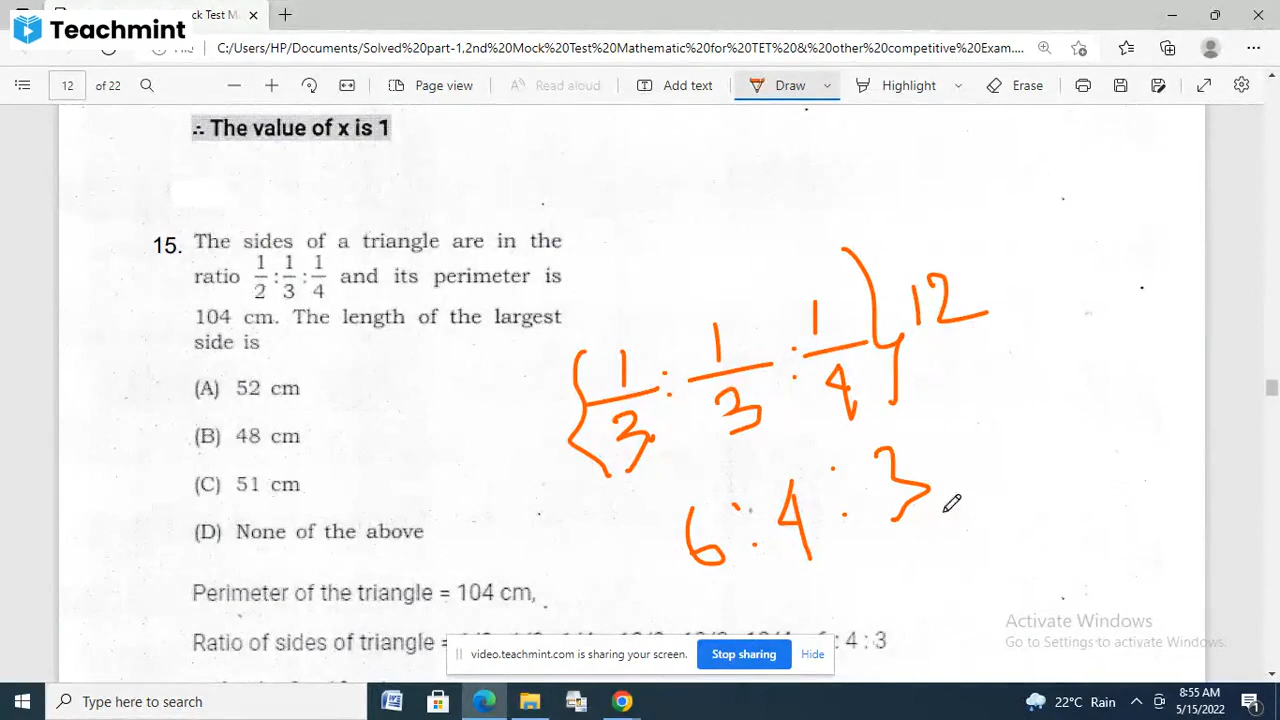 Teachmint
ck Test M
C:/Users/HP/Documents/Solved%20part-1,2nd%20Mock%20Test%20Mathematic%20for%20TET%20&%20other%20competitive%20Exam....
12 of 22
Page view
Read aloud
Add text
Draw
Highlight
Erase
∴ The value of x is 1
15. The sides of a triangle are in the
ratio 1/2 : 1/3 : 1/4 and its perimeter is
104 cm. The length of the largest
side is
(A) 52 cm
(B) 48 cm
(C) 51 cm
(D) None of the above
1/3 : 1/3 : 1/4 } 12
6 : 4 : 3
Perimeter of the triangle = 104 cm,
Ratio of sides of triangle = : 4 : 3
video.teachmint.com is sharing your screen.
Stop sharing
Hide
Activate Windows
Go to Settings to activate Windows.
Type here to search
22°C Rain
8:55 AM
5/15/2022